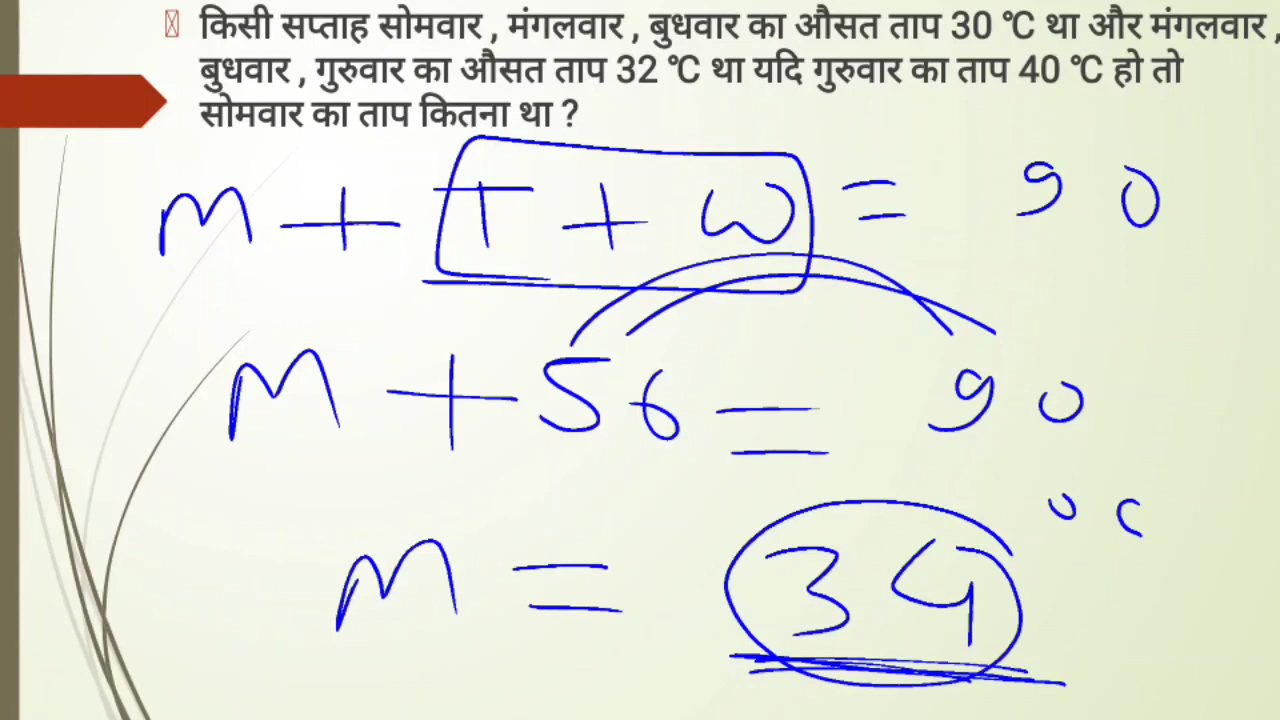 किसी सप्ताह सोमवार , मंगलवार , बुधवार का औसत ताप 30 ℃ था और मंगलवार ,
बुधवार , गुरुवार का औसत ताप 32 ℃ था यदि गुरुवार का ताप 40 ℃ हो तो
सोमवार का ताप कितना था ?
M + T + W = 90
M + 56 = 90
M = 34 °C